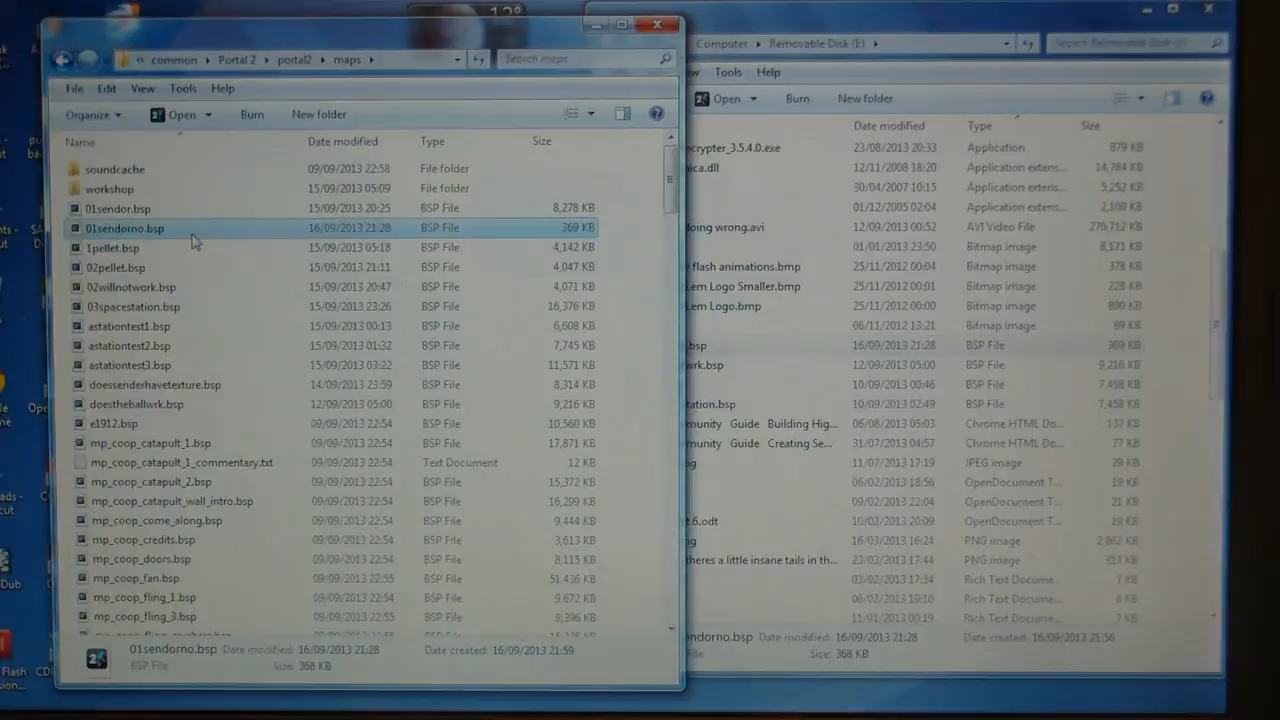 12°
common Portal 2 portal2 maps Search maps
File Edit View Tools Help
Organize Open Burn New folder
Name Date modified Type Size
soundcache 09/09/2013 22:58 File folder
workshop 15/09/2013 05:09 File folder
01sendor.bsp 15/09/2013 20:25 BSP File 8,278 KB
01sendorno.bsp 16/09/2013 21:28 BSP File 369 KB
1pellet.bsp 15/09/2013 05:18 BSP File 4,142 KB
02pellet.bsp 15/09/2013 21:11 BSP File 4,047 KB
02willnotwork.bsp 15/09/2013 20:47 BSP File 4,071 KB
03spacestation.bsp 15/09/2013 23:26 BSP File 16,376 KB
astationtest1.bsp 15/09/2013 00:13 BSP File 6,608 KB
astationtest2.bsp 15/09/2013 01:32 BSP File 7,745 KB
astationtest3.bsp 15/09/2013 03:22 BSP File 11,571 KB
doessenderhavetexture.bsp 14/09/2013 23:59 BSP File 8,314 KB
doestheballwrk.bsp 12/09/2013 05:00 BSP File 9,216 KB
e1912.bsp 09/09/2013 22:54 BSP File 10,560 KB
mp_coop_catapult_1.bsp 09/09/2013 22:54 BSP File 17,871 KB
mp_coop_catapult_1_commentary.txt 09/09/2013 22:54 Text Document 12 KB
mp_coop_catapult_2.bsp 09/09/2013 22:54 BSP File 15,372 KB
mp_coop_catapult_wall_intro.bsp 09/09/2013 22:54 BSP File 16,299 KB
mp_coop_come_along.bsp 09/09/2013 22:54 BSP File 9,444 KB
mp_coop_credits.bsp 09/09/2013 22:54 BSP File 3,613 KB
mp_coop_doors.bsp 09/09/2013 22:54 BSP File 8,115 KB
mp_coop_fan.bsp 09/09/2013 22:55 BSP File 51,436 KB
mp_coop_fling_1.bsp 09/09/2013 22:54 BSP File 9,672 KB
mp_coop_fling_3.bsp 09/09/2013 22:55 BSP File 9,396 KB
01sendorno.bsp Date modified: 16/09/2013 21:28 Date created: 16/09/2013 21:59
BSP File Size: 368 KB
Computer Removable Disk (E:) Search Removable Disk (E:)
ew Tools Help
Open Burn New folder
Date modified Type Size
ecrypter_3.5.4.0.exe 23/08/2013 20:33 Application 879 KB
ica.dll 12/11/2008 18:20 Application extens... 14,784 KB
30/04/2007 10:15 Application extens... 5,252 KB
01/12/2005 02:04 Application extens... 2,100 KB
loing wrong.avi 12/09/2013 00:52 AVI Video File 270,712 KB
01/01/2013 23:50 Bitmap image 8,171 KB
flash animations.bmp 25/11/2012 00:04 Bitmap image 378 KB
Lem Logo Smaller.bmp 25/11/2012 00:01 Bitmap image 228 KB
Lem Logo.bmp 25/11/2012 00:00 Bitmap image 890 KB
06/11/2012 13:21 Bitmap image 89 KB
.bsp 16/09/2013 21:28 BSP File 369 KB
wrk.bsp 12/09/2013 05:00 BSP File 9,216 KB
10/09/2013 00:46 BSP File 7,458 KB
tation.bsp 10/09/2013 02:49 BSP File 7,458 KB
munity Guide Building Hig... 06/08/2013 05:03 Chrome HTML Do... 137 KB
munity Guide Creating Se... 31/07/2013 04:57 Chrome HTML Do... 77 KB
11/07/2013 17:19 JPEG image 29 KB
06/02/2013 18:56 OpenDocument T... 19 KB
09/02/2013 22:04 OpenDocument T... 21 KB
t 6.odt 10/02/2013 20:09 OpenDocument T... 19 KB
16/03/2013 16:24 PNG image 2,862 KB
theres a little insane tails in th... 23/03/2013 17:44 PNG image 317 KB
03/02/2013 17:34 Rich Text Docume... 7 KB
06/02/2013 19:10 Rich Text Docume... 6 KB
11/01/2013 00:19 Rich Text Docume... 7 KB
endorno.bsp Date modified: 16/09/2013 21:28 Date created: 16/09/2013 21:56
File Size: 368 KB